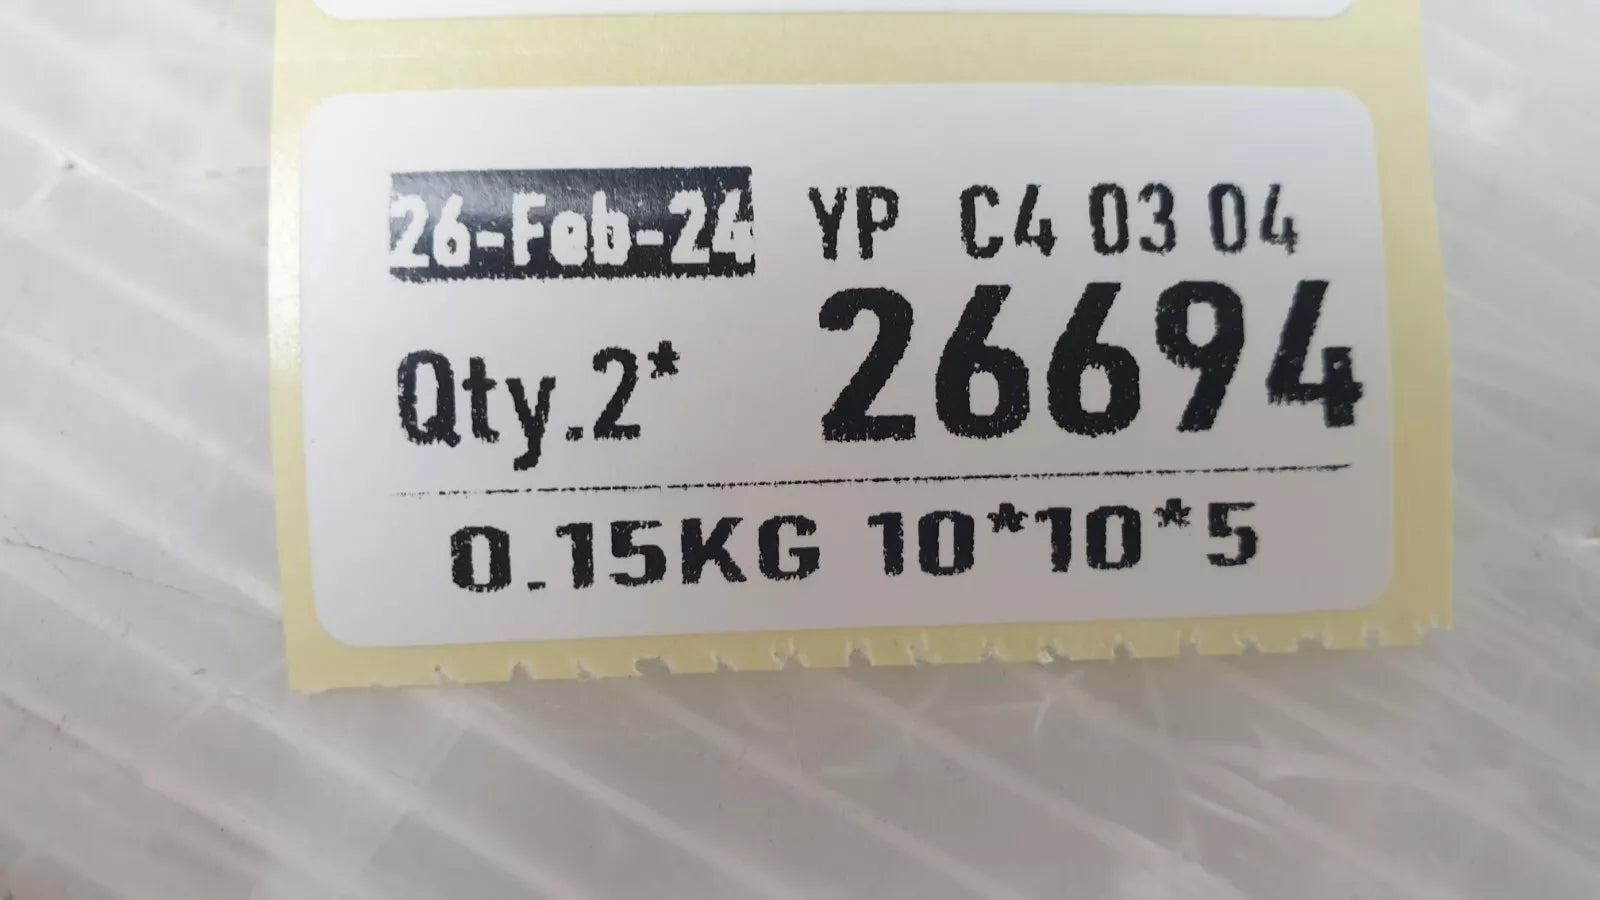 26-Feb-24 YP C4 03 04
Qty.2* 26694
0.15KG 10*10*5